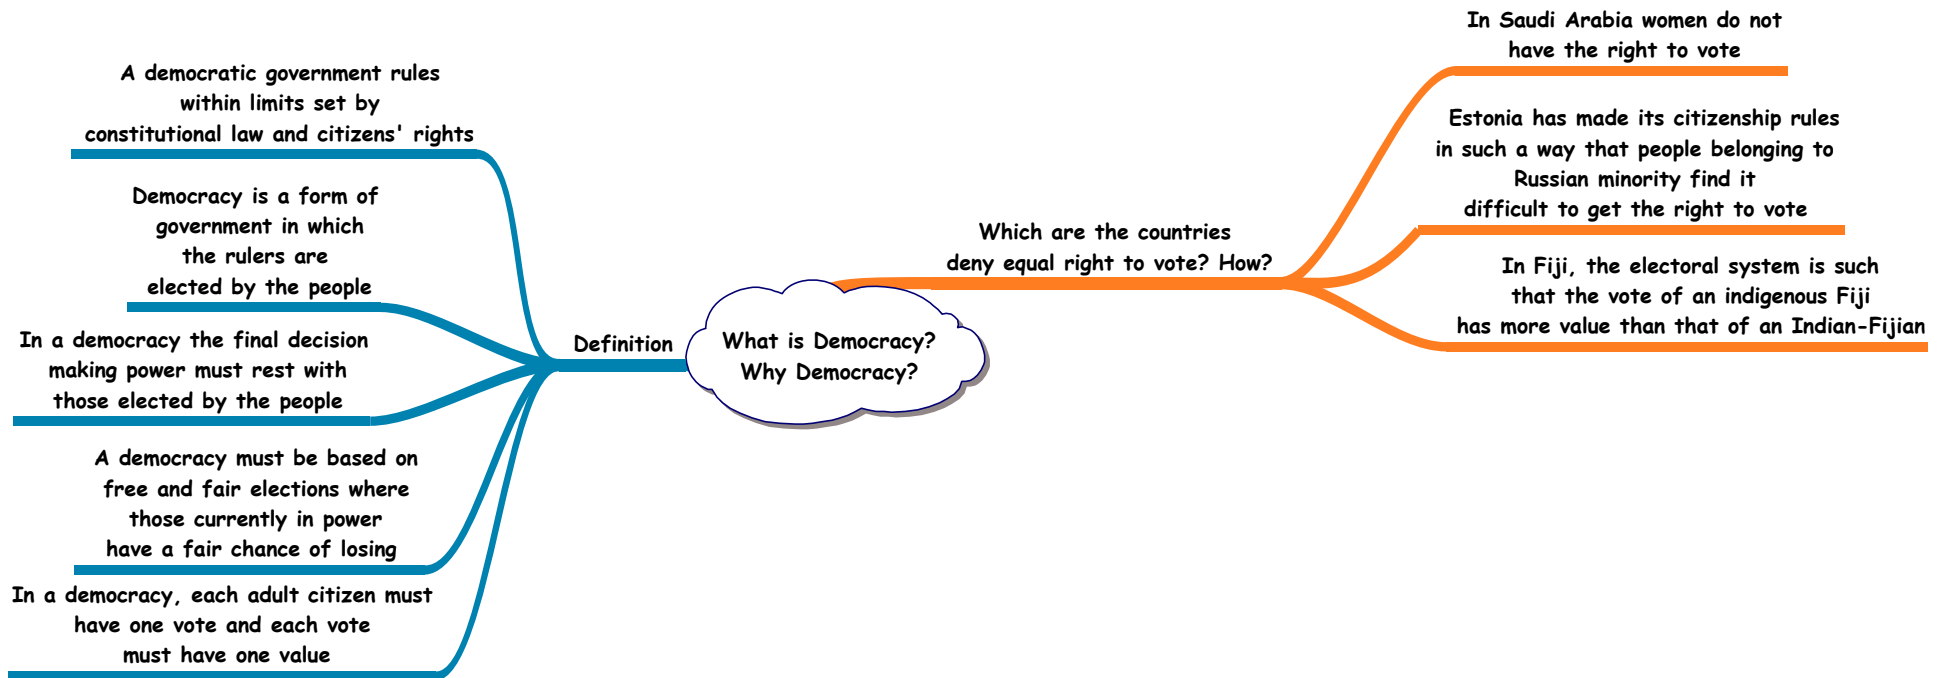 What is Democracy?
Why Democracy?
Definition
A democratic government rules
within limits set by
constitutional law and citizens' rights
Democracy is a form of
government in which
the rulers are
elected by the people
In a democracy the final decision
making power must rest with
those elected by the people
A democracy must be based on
free and fair elections where
those currently in power
have a fair chance of losing
In a democracy, each adult citizen must
have one vote and each vote
must have one value
Which are the countries
deny equal right to vote? How?
In Saudi Arabia women do not
have the right to vote
Estonia has made its citizenship rules
in such a way that people belonging to
Russian minority find it
difficult to get the right to vote
In Fiji, the electoral system is such
that the vote of an indigenous Fiji
has more value than that of an Indian-Fijian